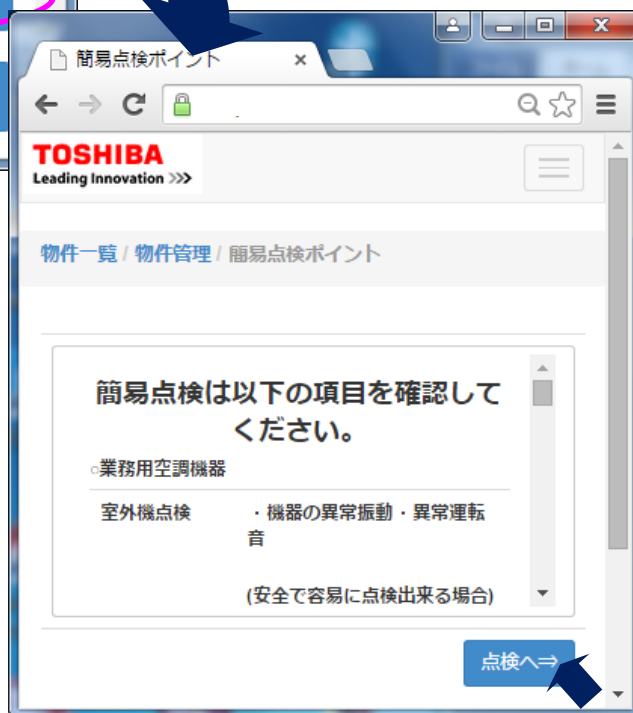 簡易点検ポイント
TOSHIBA
Leading Innovation >>>
物件一覧 / 物件管理 / 簡易点検ポイント
簡易点検は以下の項目を確認して
ください。
○業務用空調機器
室外機点検 ・機器の異常振動・異常運転
音
(安全で容易に点検出来る場合)
点検へ⇒